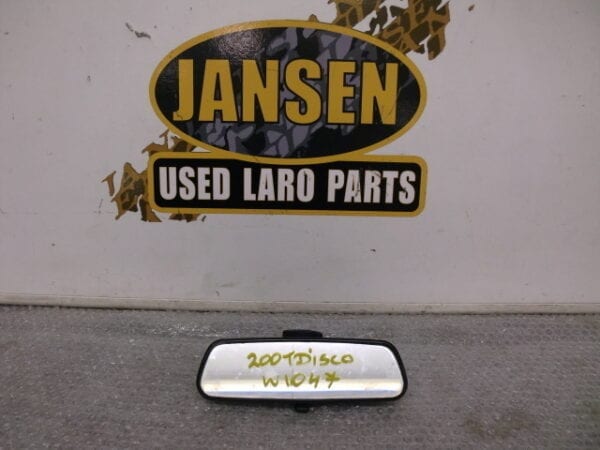 JANSEN
USED LARO PARTS
200TDisco
W1047